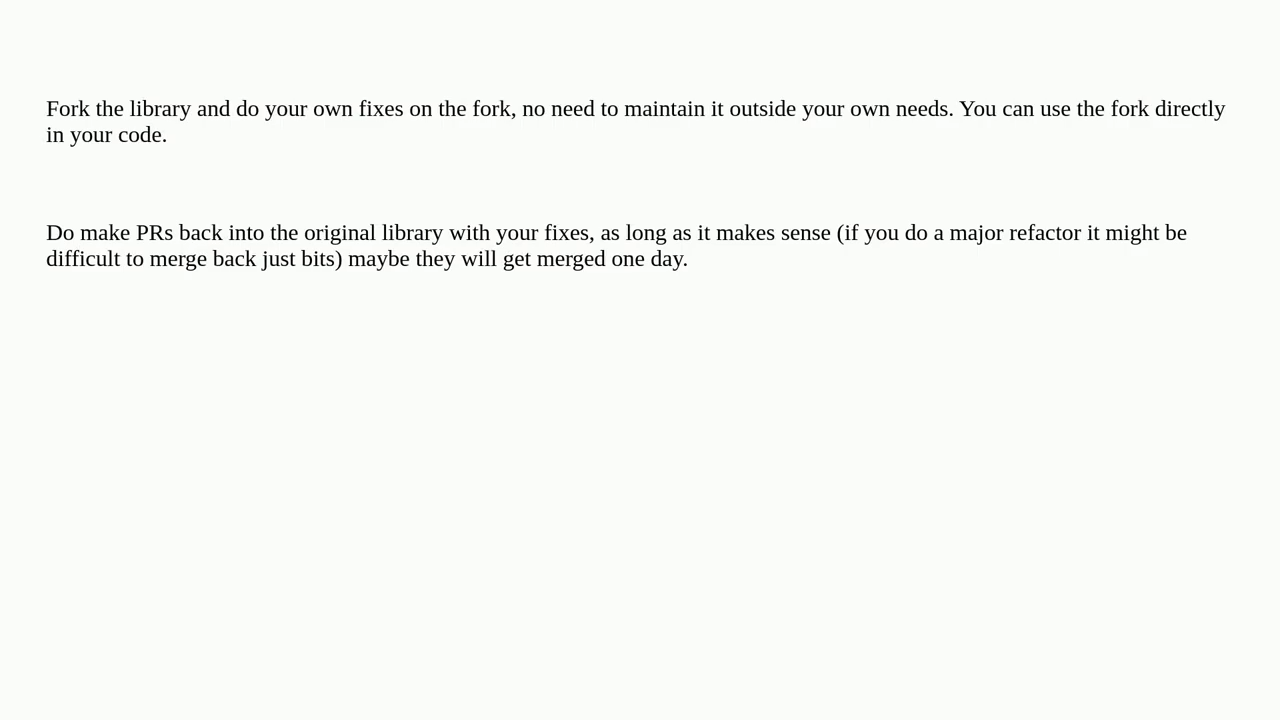 Fork the library and do your own fixes on the fork, no need to maintain it outside your own needs. You can use the fork directly
in your code.
Do make PRs back into the original library with your fixes, as long as it makes sense (if you do a major refactor it might be
difficult to merge back just bits) maybe they will get merged one day.